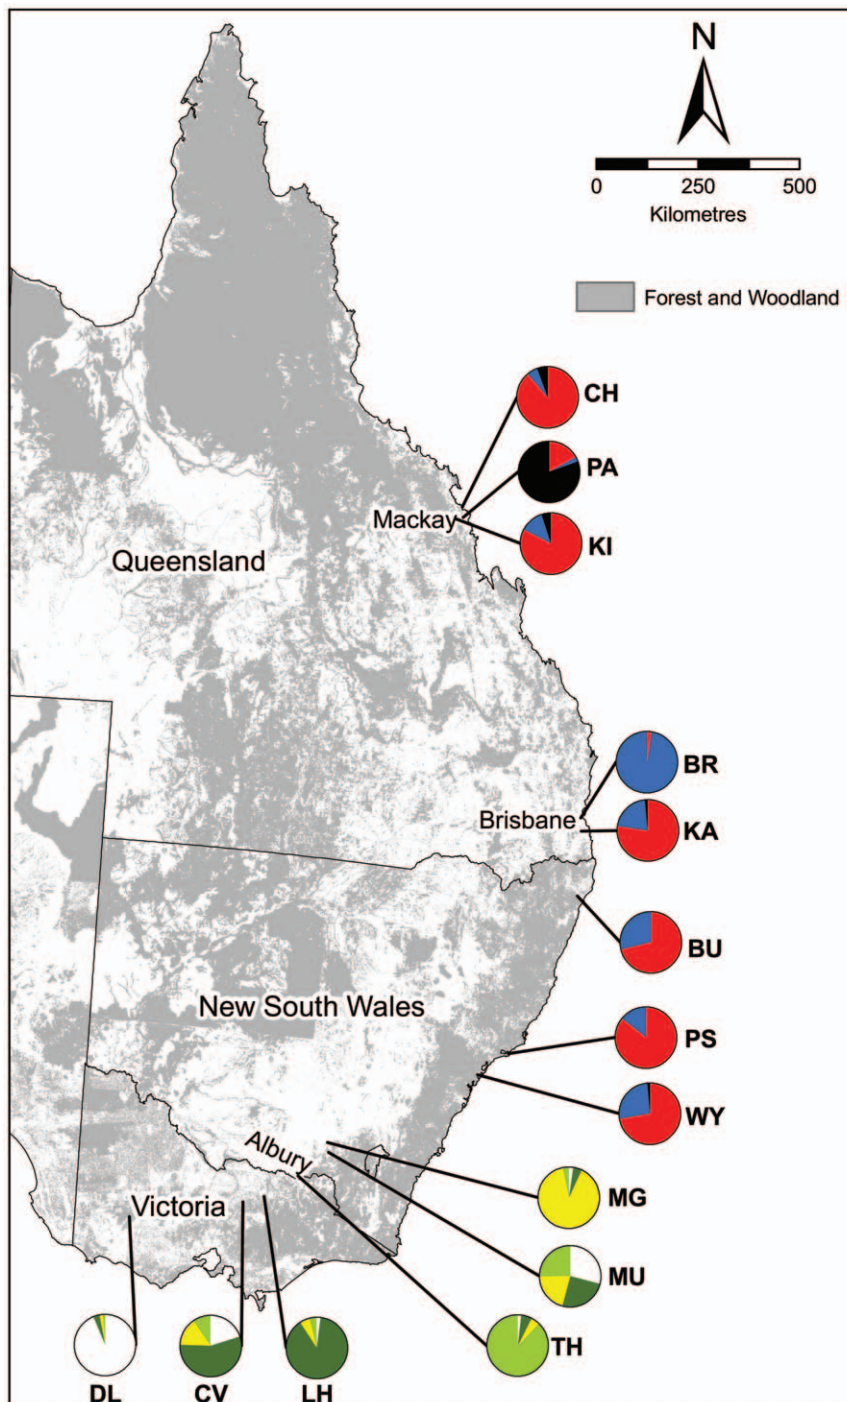 N
0 250 500
Kilometres
Forest and Woodland
CH
PA
Mackay
KI
Queensland
BR
Brisbane
KA
BU
New South Wales
PS
WY
Albury
MG
Victoria
MU
TH
DL CV LH